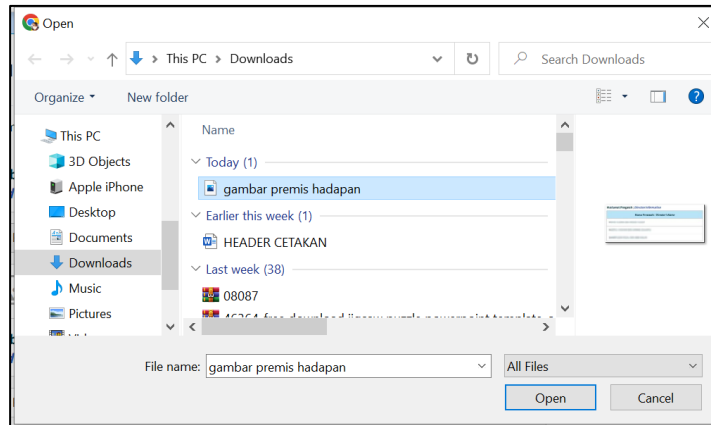 Open
This PC > Downloads
Search Downloads
Organize
New folder
This PC
3D Objects
Apple iPhone
Desktop
Documents
Downloads
Music
Pictures
Name
Today (1)
gambar premis hadapan
Earlier this week (1)
HEADER CETAKAN
Last week (38)
08087
File name: gambar premis hadapan
All Files
Open
Cancel